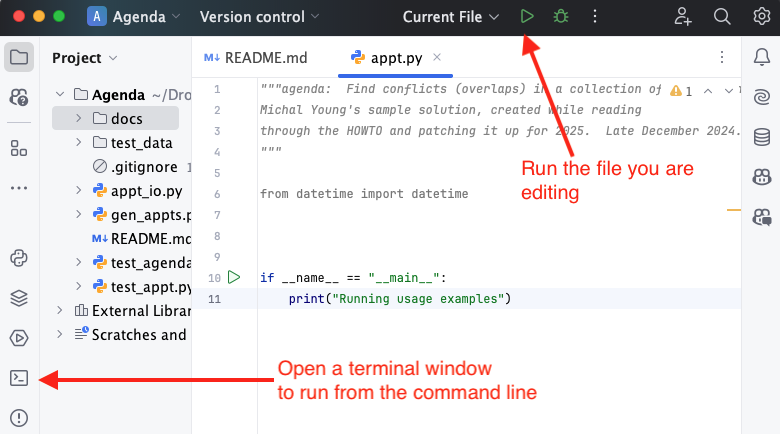 A Agenda Version control Current File
Project
README.md appt.py
Agenda ~/Dro
docs
test_data
.gitignore
appt_io.py
gen_appts.p
README.md
test_agenda
test_appt.py
External Librar
Scratches and
1 """agenda: Find conflicts (overlaps) in a collection of 1
2 Michal Young's sample solution, created while reading
3 through the HOWTO and patching it up for 2025. Late December 2024.
4 """
5
6 from datetime import datetime
7
8
9
10 if __name__ == "__main__":
11 print("Running usage examples")
Run the file you are
editing
Open a terminal window
to run from the command line